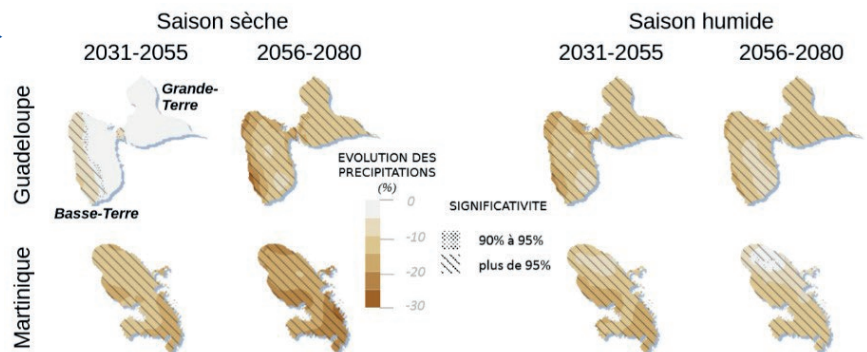 Saison sèche
Saison humide
2031-2055
2056-2080
2031-2055
2056-2080
Guadeloupe
Grande-
Terre
Basse-Terre
EVOLUTION DES
PRECIPITATIONS
(%)
0
-10
-20
-30
SIGNIFICATIVITE
90% à 95%
plus de 95%
Martinique